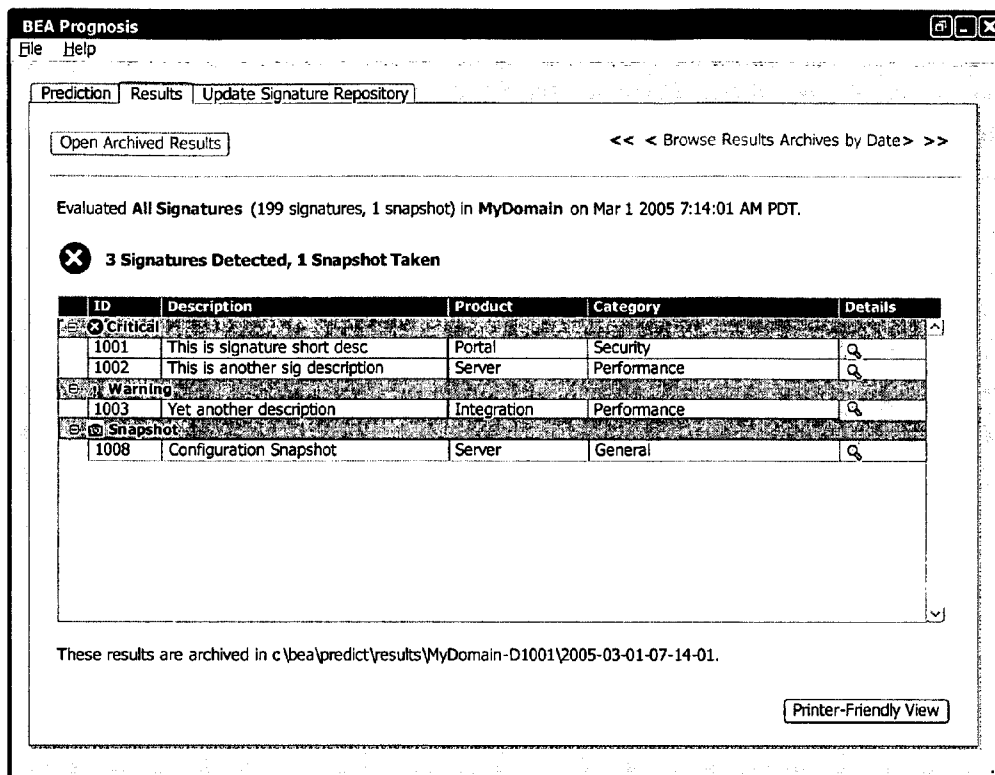 BEA Prognosis
File Help
Prediction Results Update Signature Repository
Open Archived Results << < Browse Results Archives by Date> >>
Evaluated All Signatures (199 signatures, 1 snapshot) in MyDomain on Mar 1 2005 7:14:01 AM PDT.
3 Signatures Detected, 1 Snapshot Taken
ID Description Product Category Details
Critical
1001 This is signature short desc Portal Security
1002 This is another sig description Server Performance
Warning
1003 Yet another description Integration Performance
Snapshot
1008 Configuration Snapshot Server General
These results are archived in c\bea\predict\results\MyDomain-D1001\2005-03-01-07-14-01.
Printer-Friendly View